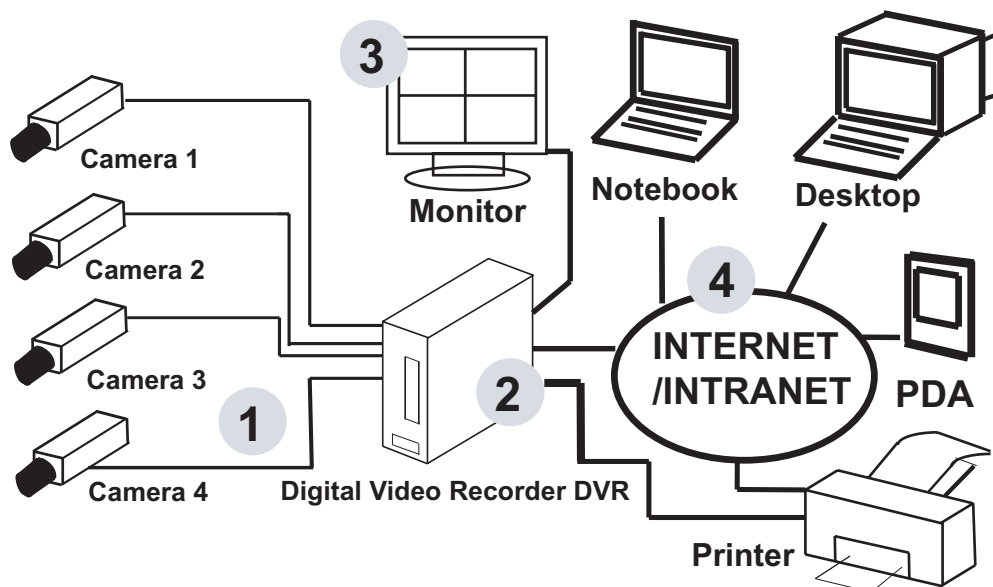 3
Camera 1
Monitor
Notebook
Desktop
Camera 2
4
INTERNET
/INTRANET
Camera 3
PDA
1
2
Camera 4
Digital Video Recorder DVR
Printer